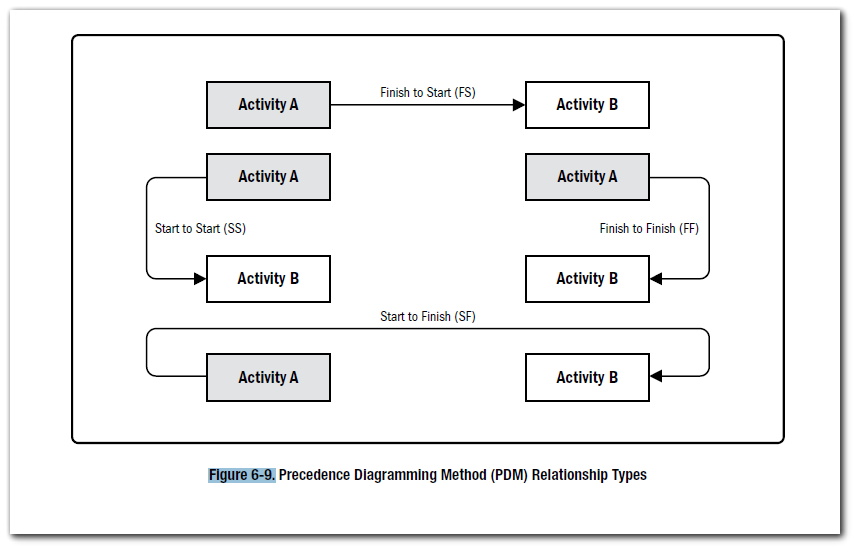 Activity A
Finish to Start (FS)
Activity B
Activity A
Activity A
Start to Start (SS)
Finish to Finish (FF)
Activity B
Activity B
Start to Finish (SF)
Activity A
Activity B
Figure 6-9. Precedence Diagramming Method (PDM) Relationship Types